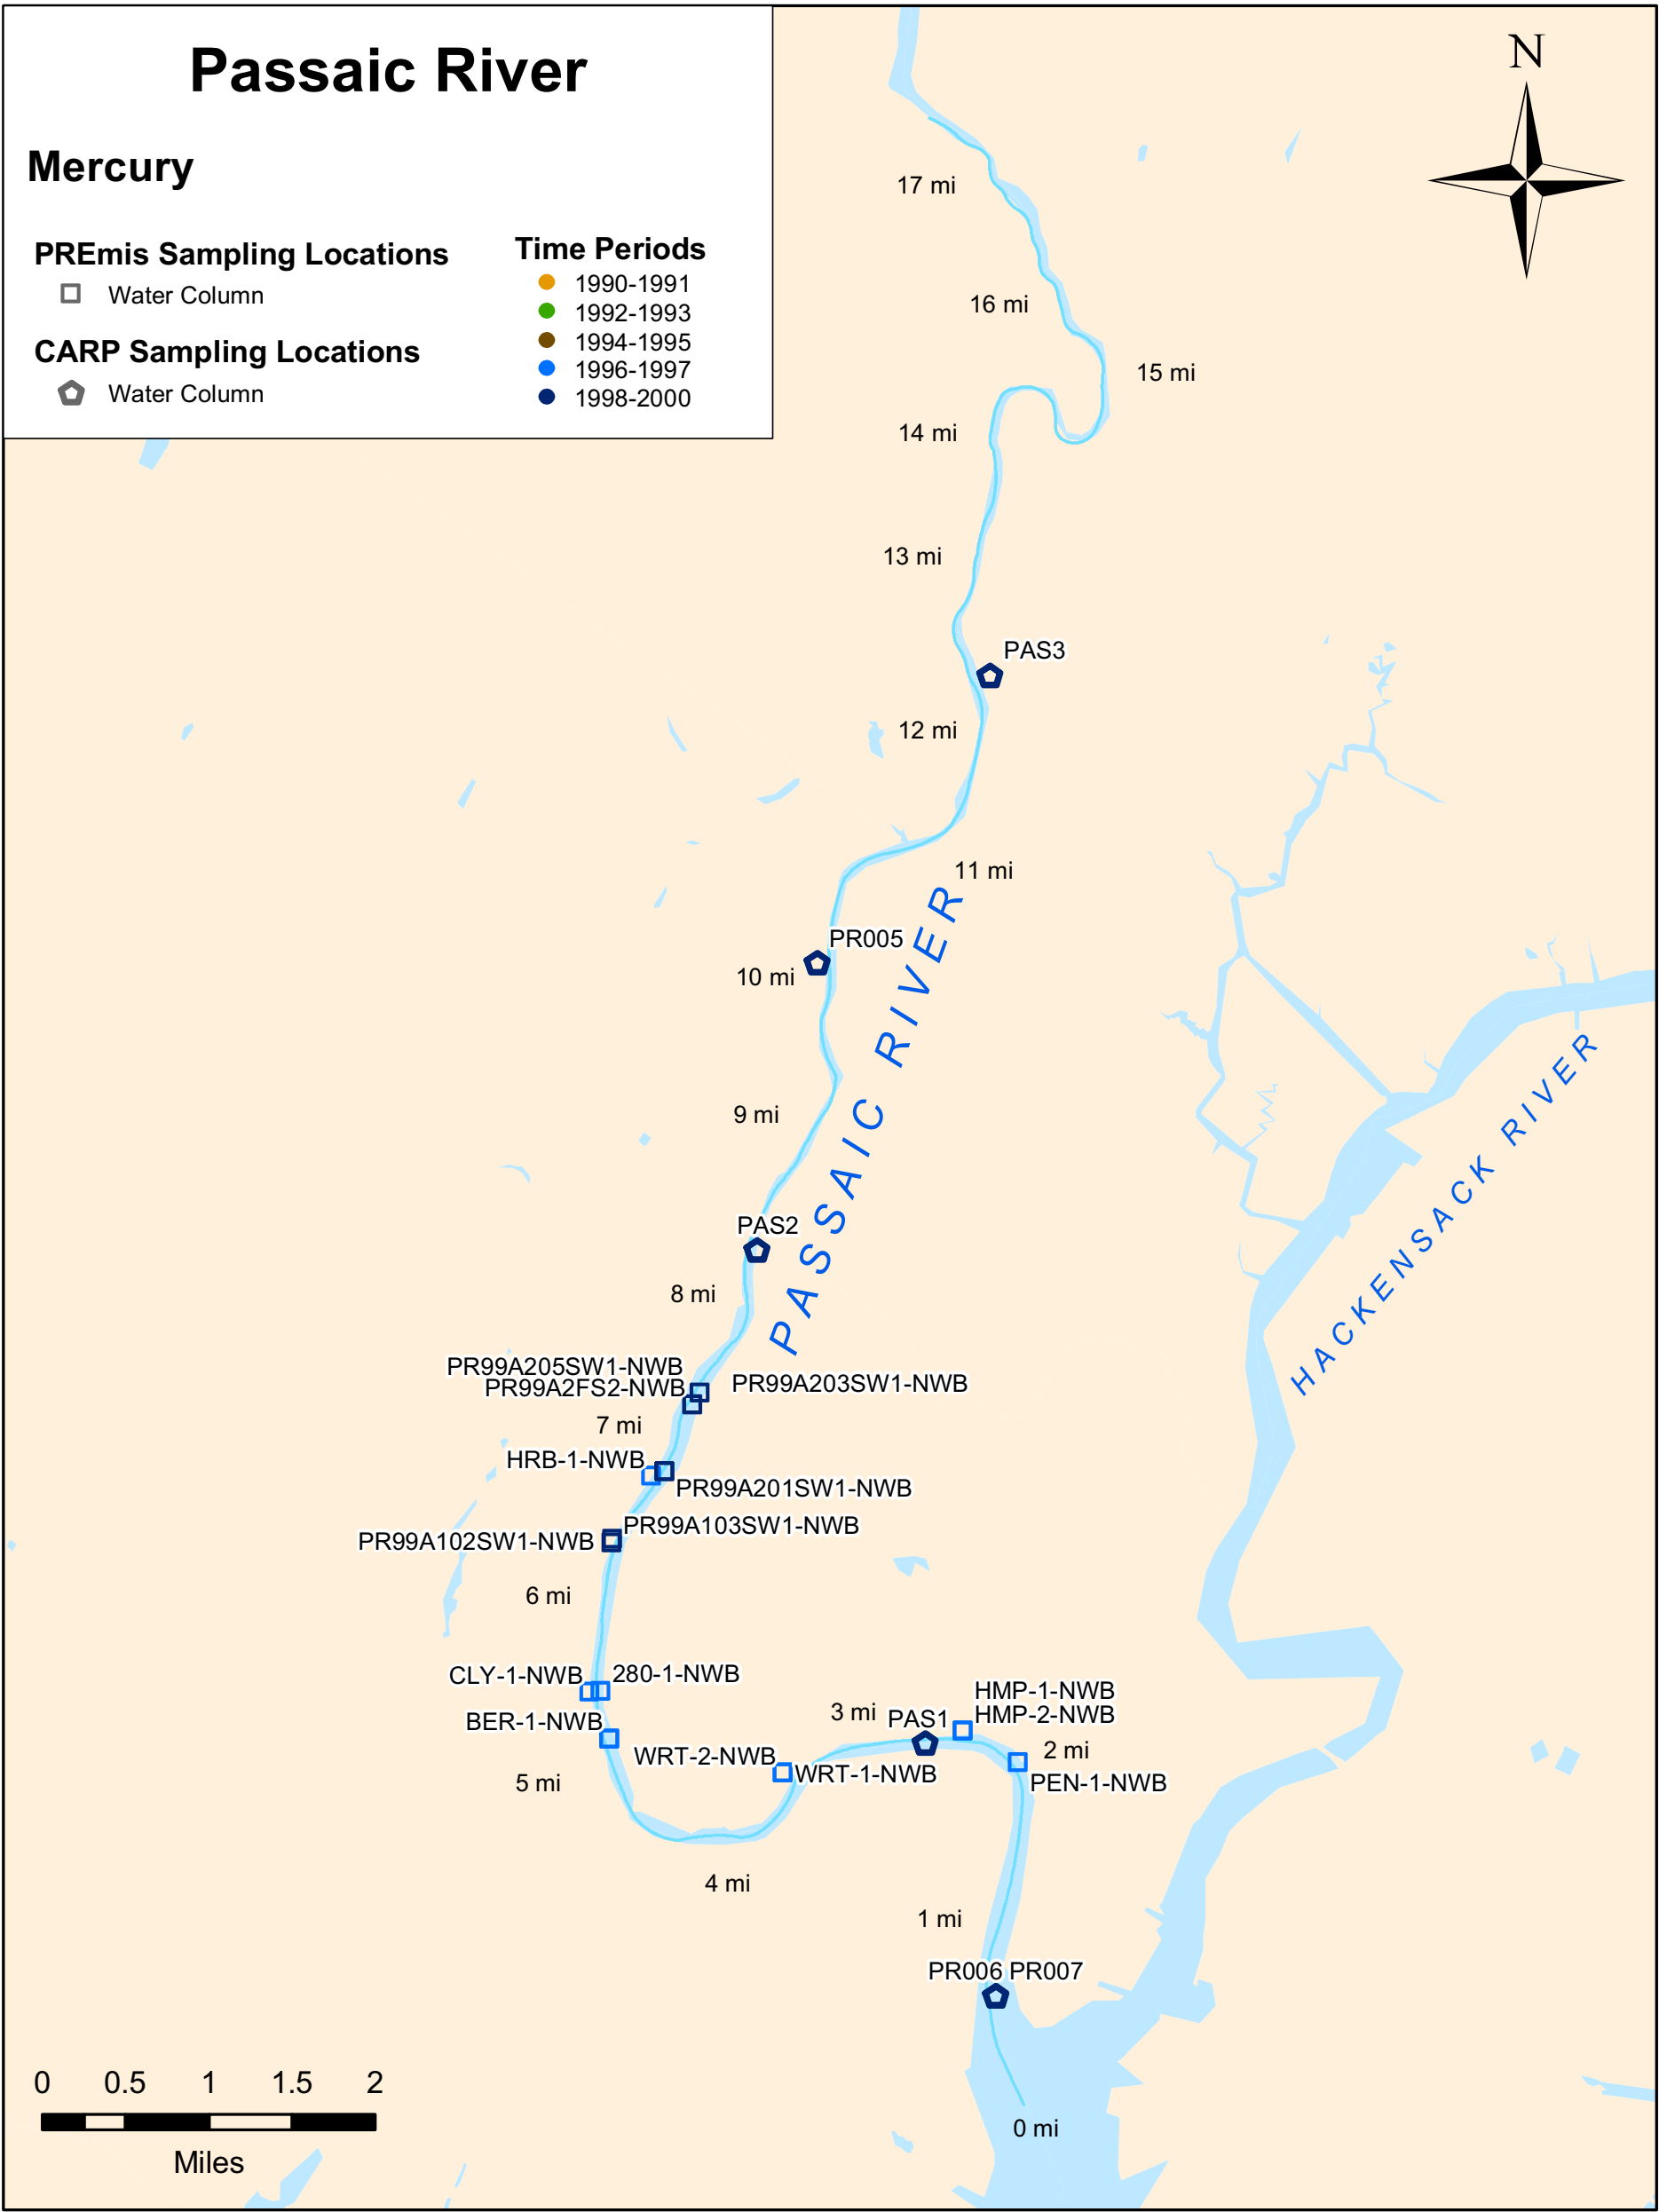 Passaic River
Mercury
PREmis Sampling Locations
Water Column
CARP Sampling Locations
Water Column
Time Periods
1990-1991
1992-1993
1994-1995
1996-1997
1998-2000
N
17 mi
16 mi
15 mi
14 mi
13 mi
PAS3
12 mi
11 mi
PR005
10 mi
PASSAIC RIVER
HACKENSACK RIVER
9 mi
PAS2
8 mi
PR99A205SW1-NWB
PR99A2FS2-NWB
PR99A203SW1-NWB
7 mi
HRB-1-NWB
PR99A201SW1-NWB
PR99A103SW1-NWB
PR99A102SW1-NWB
6 mi
CLY-1-NWB
280-1-NWB
BER-1-NWB
HMP-1-NWB
HMP-2-NWB
3 mi
PAS1
2 mi
WRT-2-NWB
WRT-1-NWB
PEN-1-NWB
5 mi
4 mi
1 mi
PR006 PR007
0 mi
0 0.5 1 1.5 2
Miles